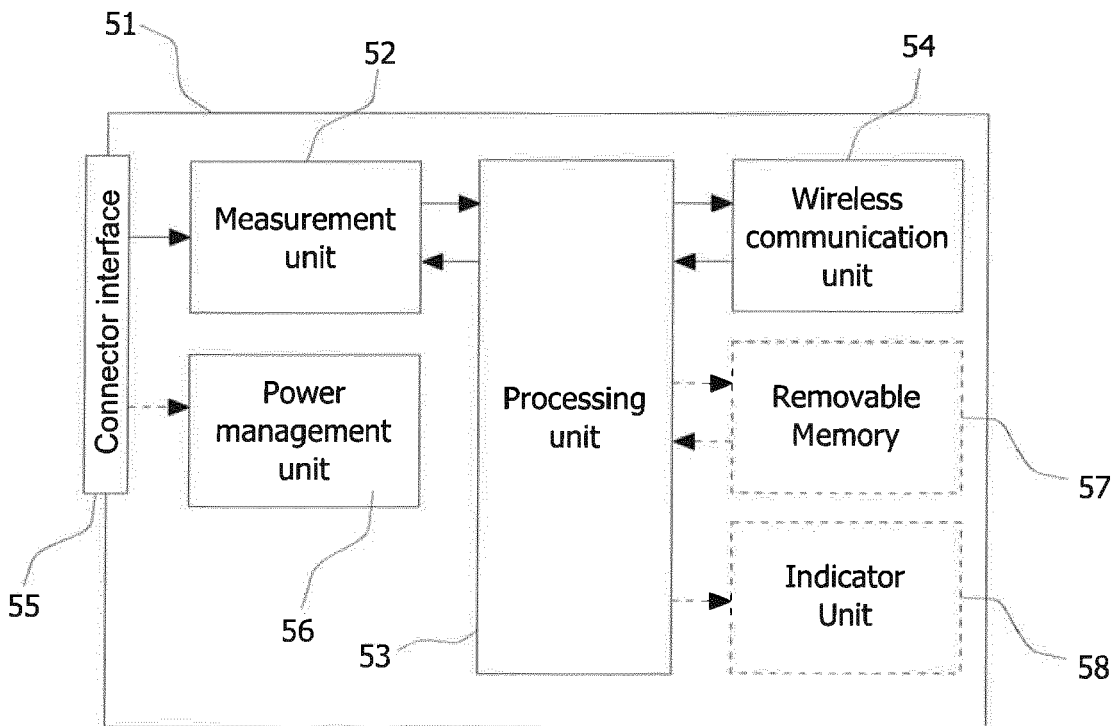 51
52
54
Connector interface
Measurement
unit
Wireless
communication
unit
Power
management
unit
Processing
unit
Removable
Memory
57
Indicator
Unit
55
56
53
58